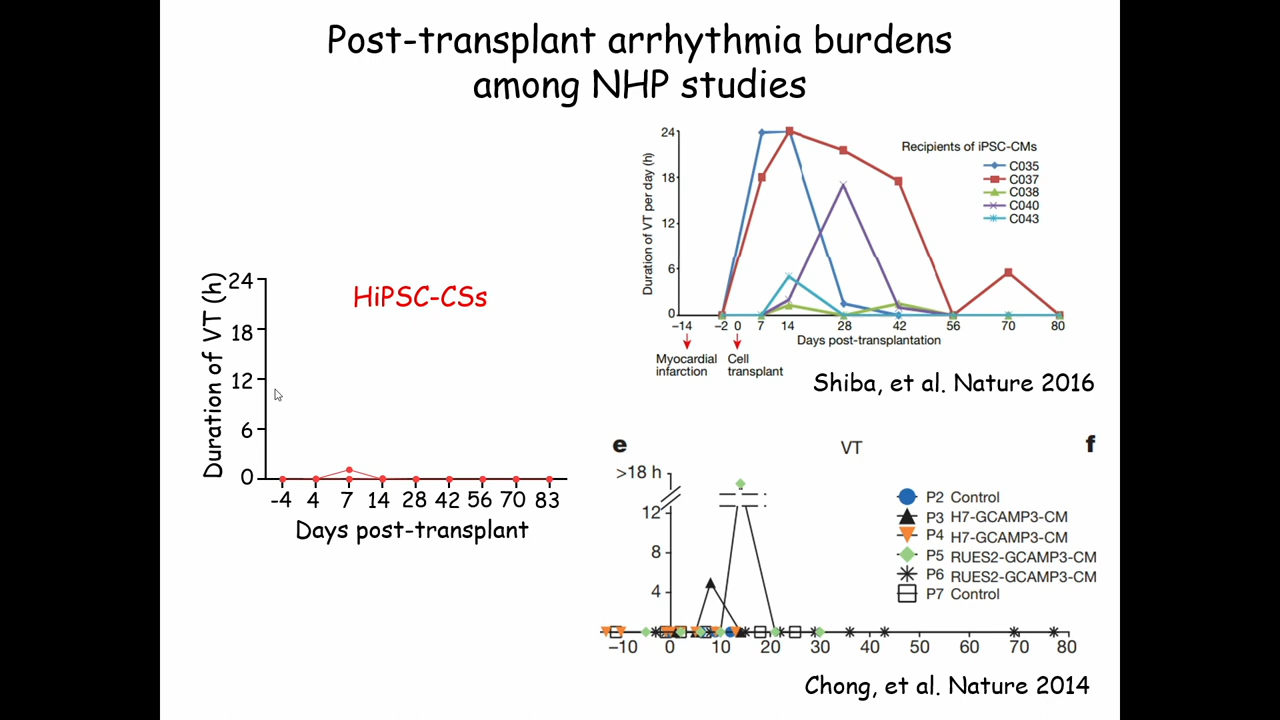 Post-transplant arrhythmia burdens
among NHP studies
HiPSC-CSs
Duration of VT (h)
24
18
12
6
0
-4 4 7 14 28 42 56 70 83
Days post-transplant
Duration of VT per day (h)
24
18
12
6
0
Recipients of iPSC-CMs
C035
C037
C038
C040
C043
−14 −2 0 7 14 28 42 56 70 80
Days post-transplantation
Myocardial
infarction
Cell
transplant
Shiba, et al. Nature 2016
e
VT
f
>18 h
12
8
4
P2 Control
P3 H7-GCAMP3-CM
P4 H7-GCAMP3-CM
P5 RUES2-GCAMP3-CM
P6 RUES2-GCAMP3-CM
P7 Control
−10 0 10 20 30 40 50 60 70 80
Chong, et al. Nature 2014